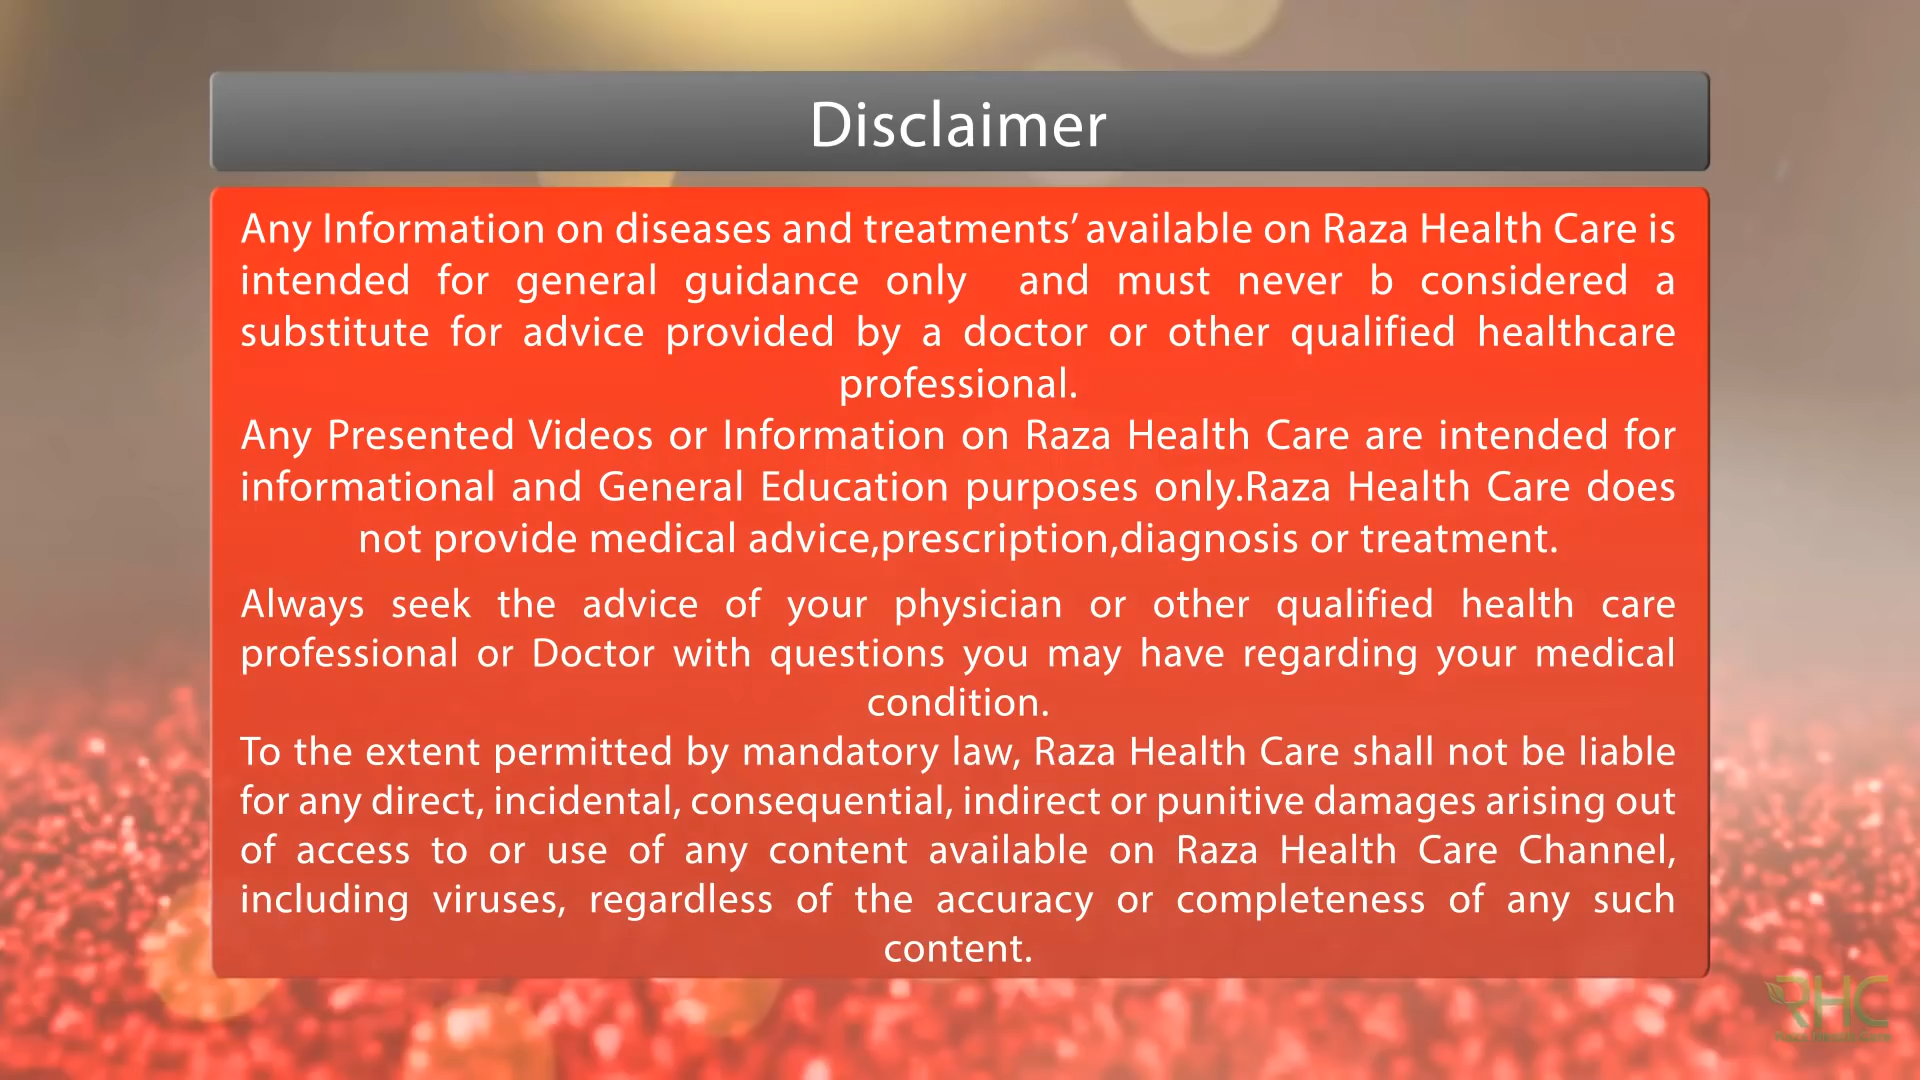 Disclaimer
Any Information on diseases and treatments’ available on Raza Health Care is
intended for general guidance only and must never b considered a
substitute for advice provided by a doctor or other qualified healthcare
professional.
Any Presented Videos or Information on Raza Health Care are intended for
informational and General Education purposes only.Raza Health Care does
not provide medical advice,prescription,diagnosis or treatment.
Always seek the advice of your physician or other qualified health care
professional or Doctor with questions you may have regarding your medical
condition.
To the extent permitted by mandatory law, Raza Health Care shall not be liable
for any direct, incidental, consequential, indirect or punitive damages arising out
of access to or use of any content available on Raza Health Care Channel,
including viruses, regardless of the accuracy or completeness of any such
content.
RHC
Raza Health Care